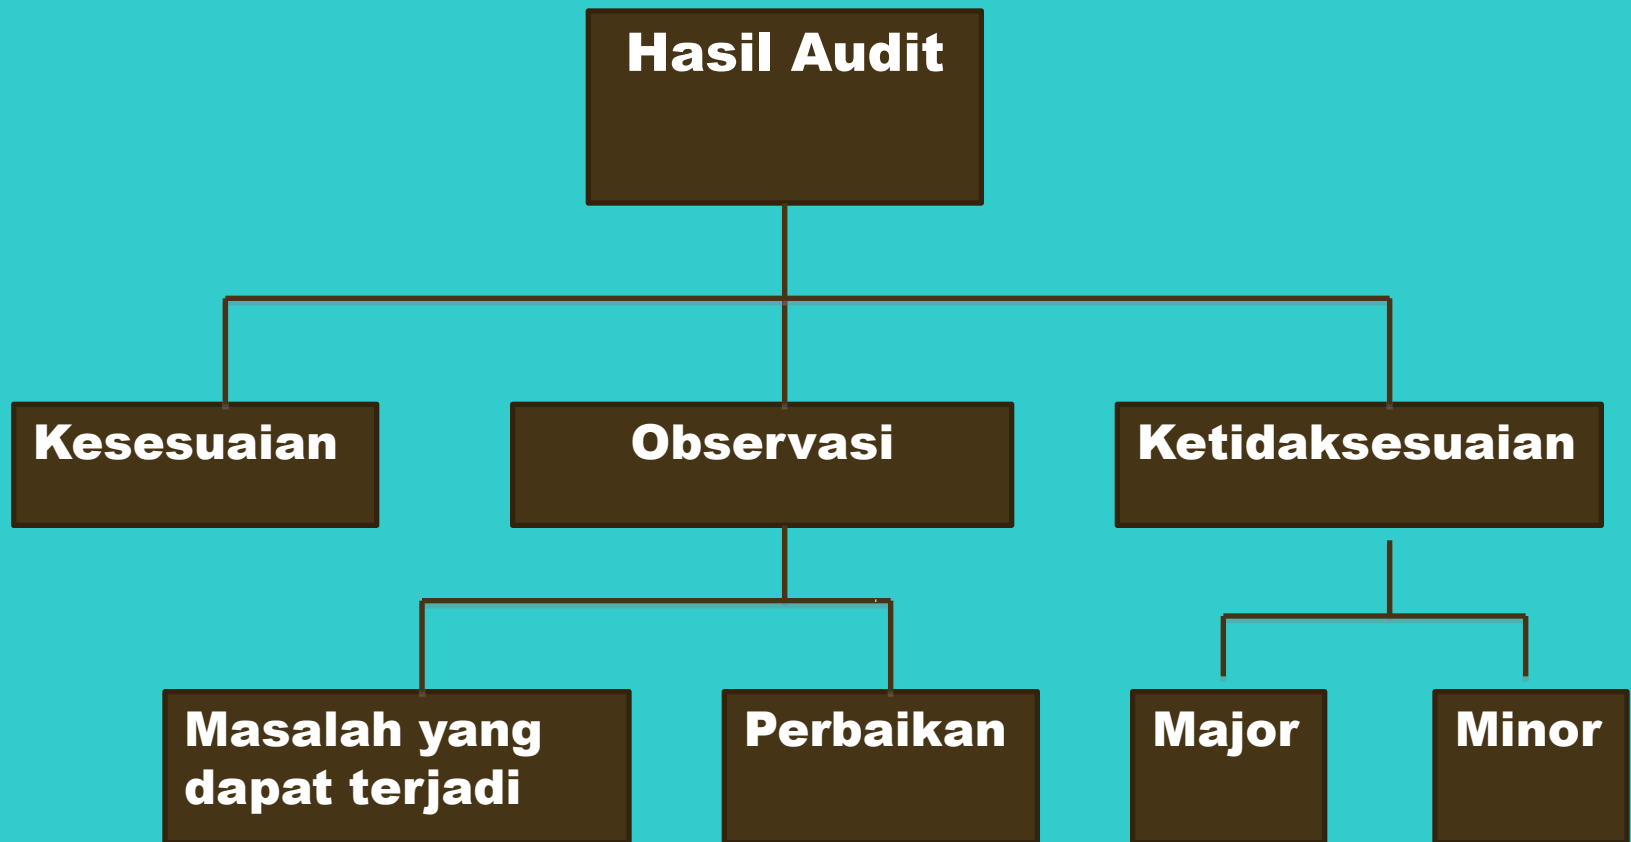 Hasil Audit
Kesesuaian
Observasi
Ketidaksesuaian
Masalah yang
dapat terjadi
Perbaikan
Major
Minor